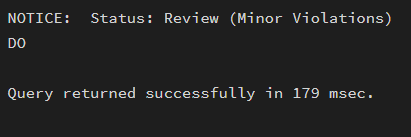 NOTICE:  Status: Review (Minor Violations)
DO
Query returned successfully in 179 msec.